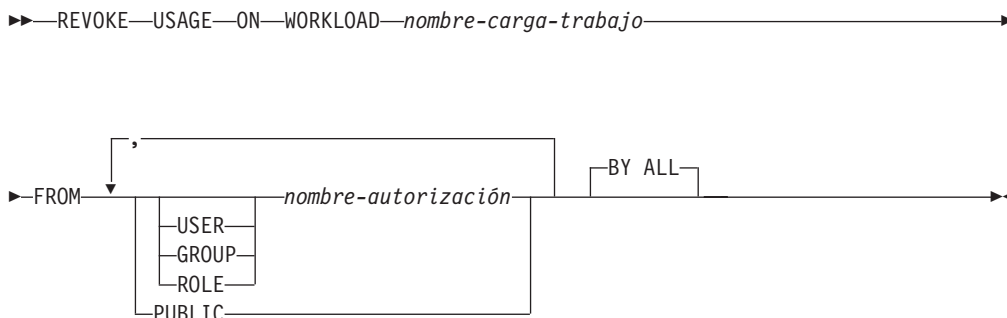 REVOKE USAGE ON WORKLOAD nombre-carga-trabajo
,
BY ALL
FROM nombre-autorización
USER
GROUP
ROLE
PUBLIC